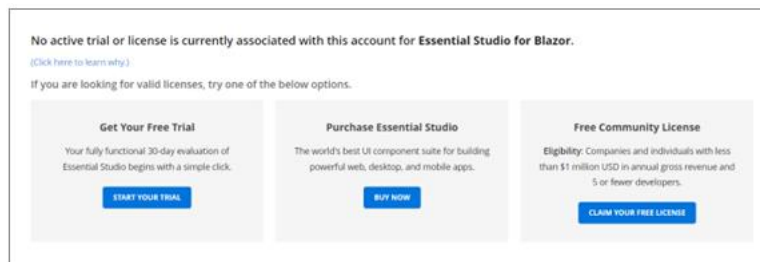 No active trial or license is currently associated with this account for Essential Studio for Blazor.
(Click here to learn why.)
If you are looking for valid licenses, try one of the below options.
Get Your Free Trial
Your fully functional 30-day evaluation of
Essential Studio begins with a simple click.
START YOUR TRIAL
Purchase Essential Studio
The world's best UI component suite for building
powerful web, desktop, and mobile apps.
BUY NOW
Free Community License
Eligibility: Companies and individuals with less
than $1 million USD in annual gross revenue and
5 or fewer developers.
CLAIM YOUR FREE LICENSE